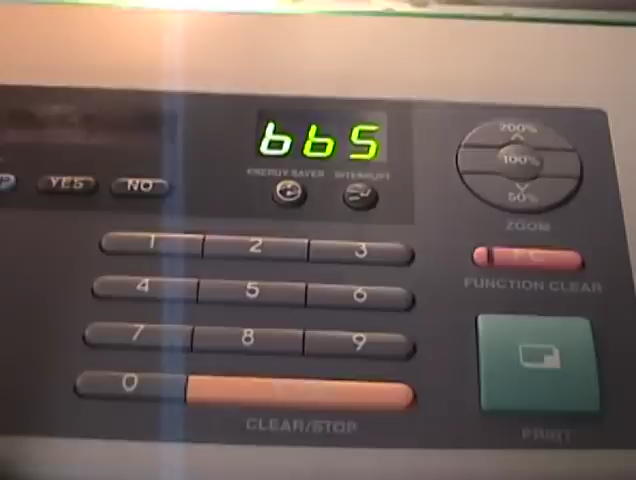 bb5
ENERGY SAVER INTERRUPT
P YES NO
200%
100%
50%
ZOOM
1 2 3
FC
FUNCTION CLEAR
4 5 6
7 8 9
0
CLEAR/STOP
PRINT